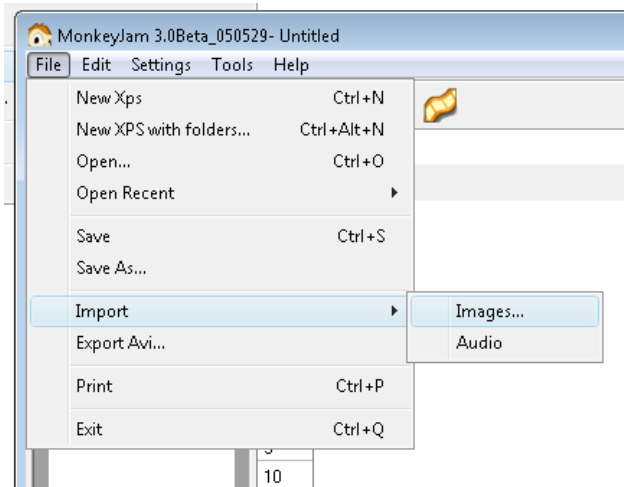 MonkeyJam 3.0Beta_050529- Untitled
File Edit Settings Tools Help
New Xps Ctrl+N
New XPS with folders... Ctrl+Alt+N
Open... Ctrl+O
Open Recent
Save Ctrl+S
Save As...
Import Images...
Export Avi... Audio
Print Ctrl+P
Exit Ctrl+Q
10